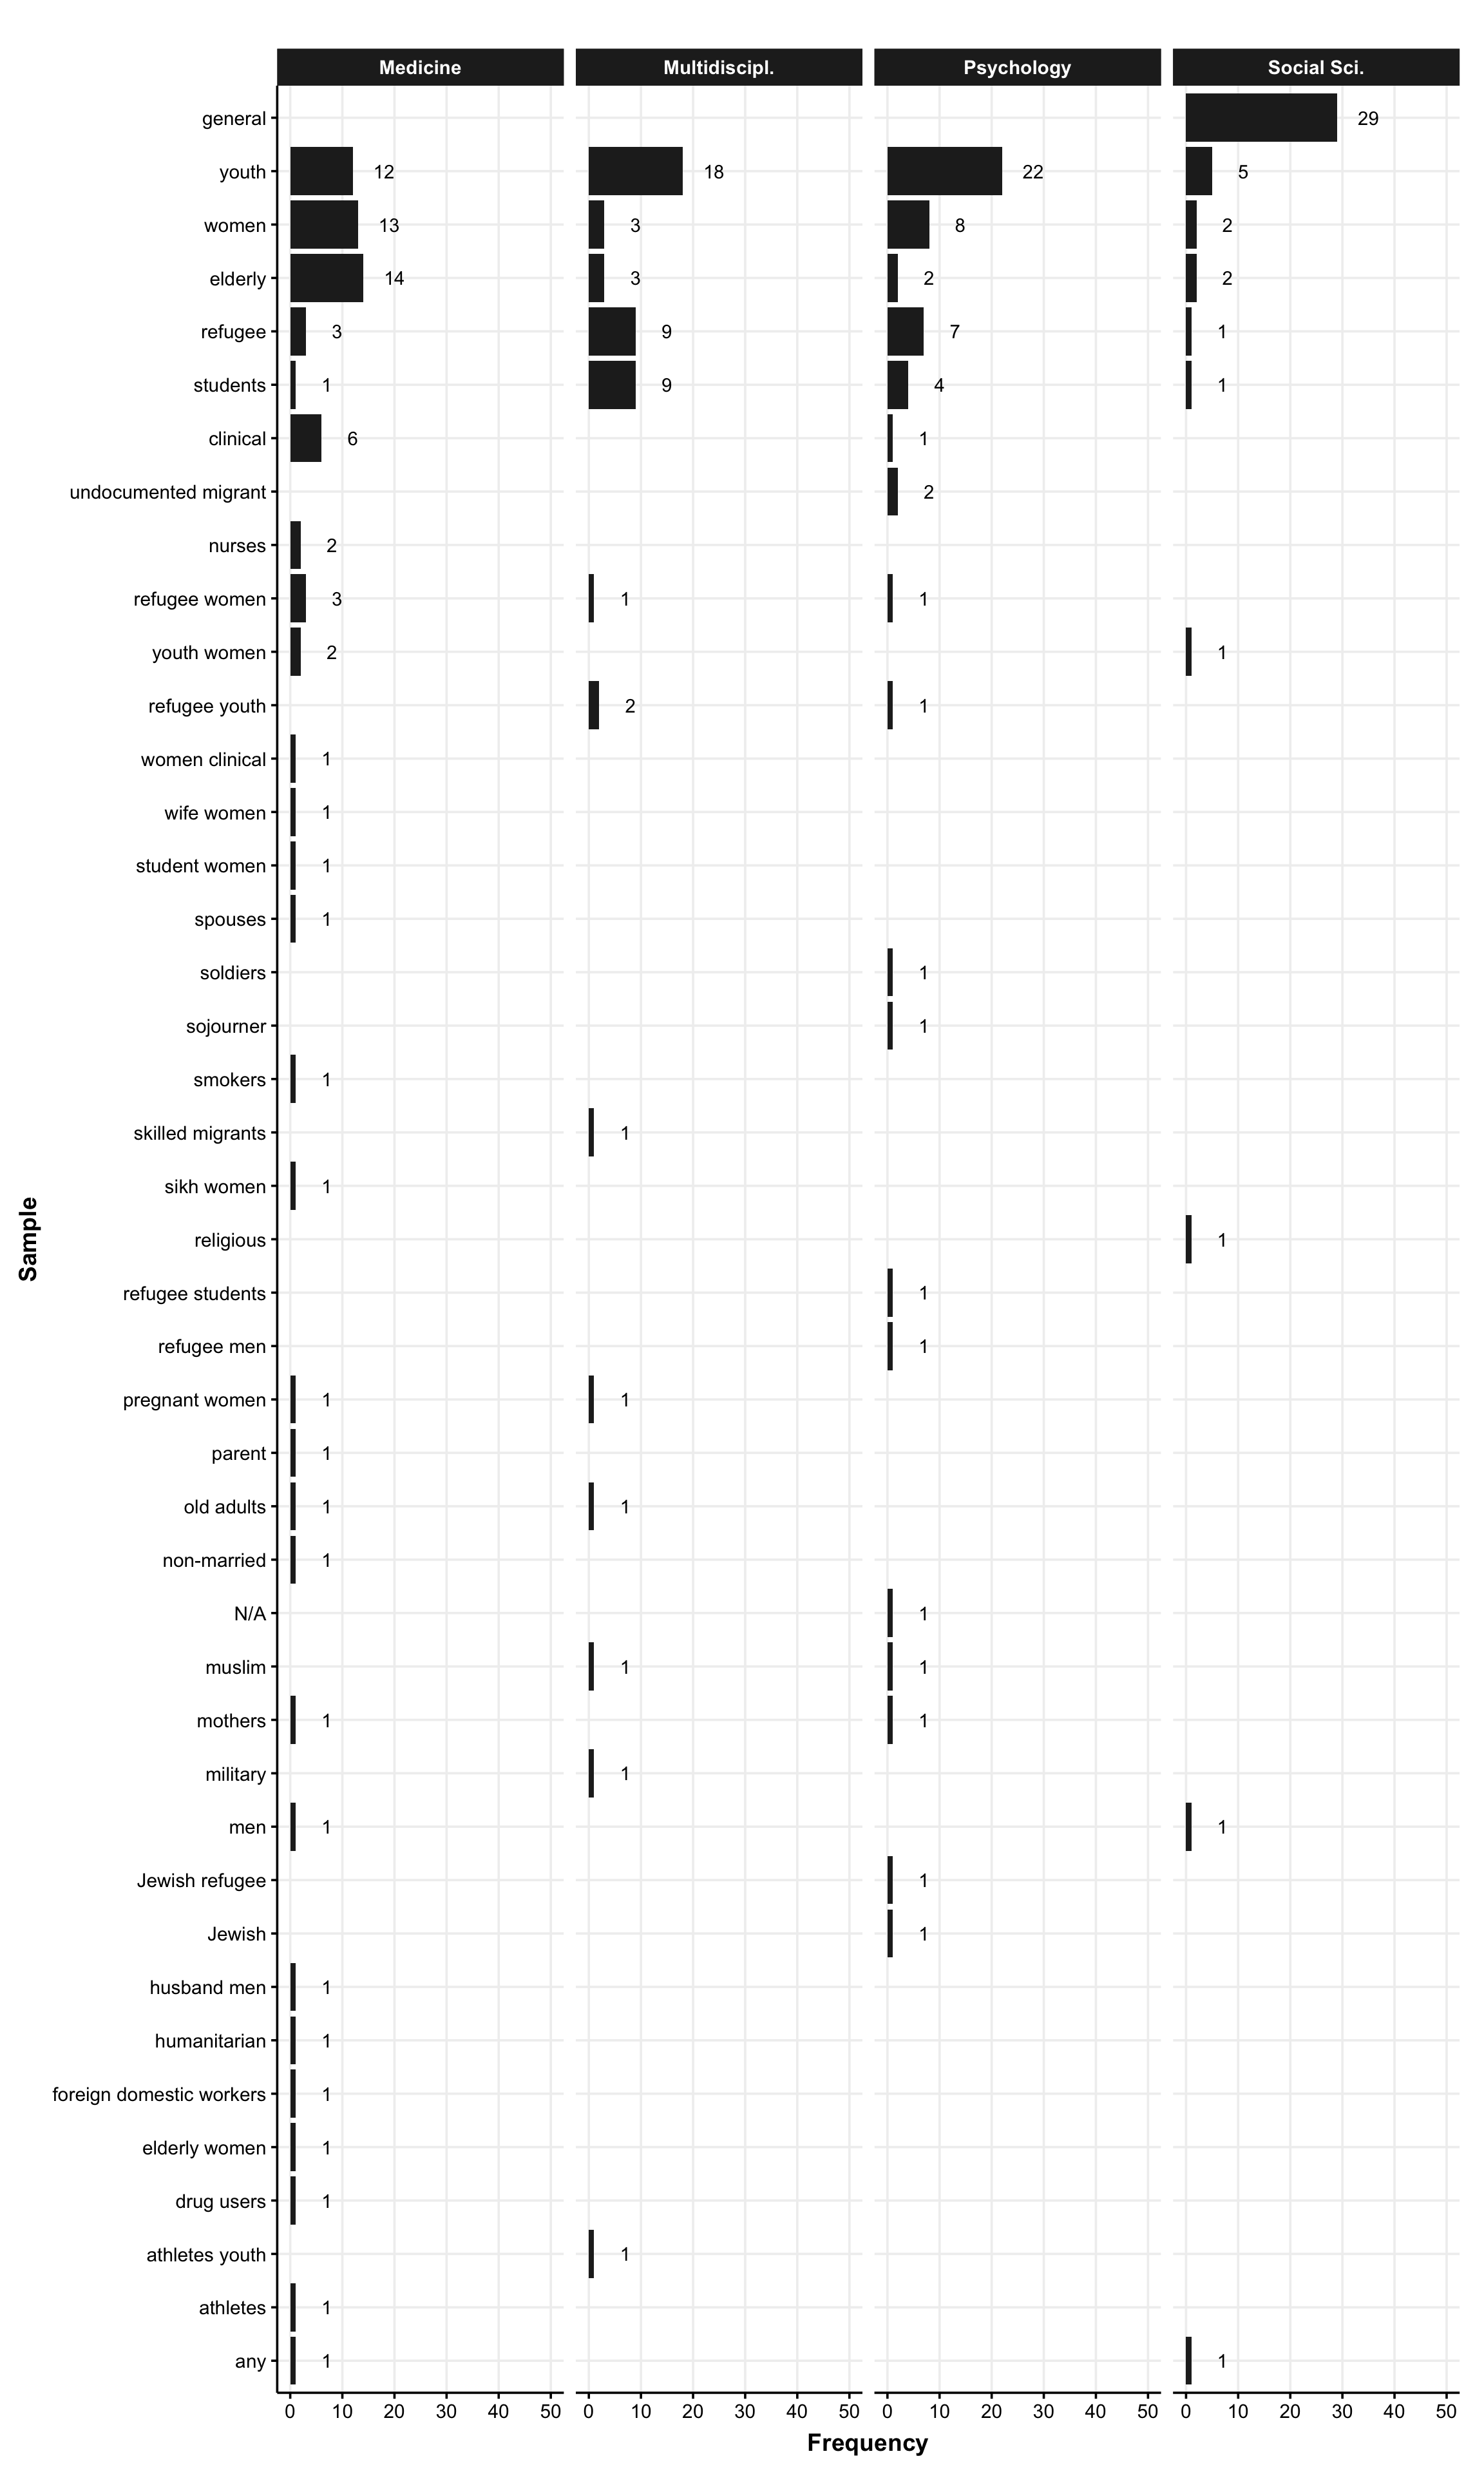 Medicine Multidiscipl. Psychology Social Sci.
general 29
youth 12 18 22 5
women 13 3 8 2
elderly 14 3 2 2
refugee 3 9 7 1
students 1 9 4 1
clinical 6 1
undocumented migrant 2
nurses 2
refugee women 3 1 1
youth women 2 1
refugee youth 2 1
women clinical 1
wife women 1
student women 1
spouses 1
soldiers 1
sojourner 1
smokers 1
skilled migrants 1
sikh women 1
religious 1
refugee students 1
refugee men 1
pregnant women 1 1
parent 1
old adults 1 1
non-married 1
N/A 1
muslim 1 1
mothers 1 1
military 1
men 1 1
Jewish refugee 1
Jewish 1
husband men 1
humanitarian 1
foreign domestic workers 1
elderly women 1
drug users 1
athletes youth 1
athletes 1
any 1 1
0 10 20 30 40 50 0 10 20 30 40 50 0 10 20 30 40 50 0 10 20 30 40 50
Frequency
Sample